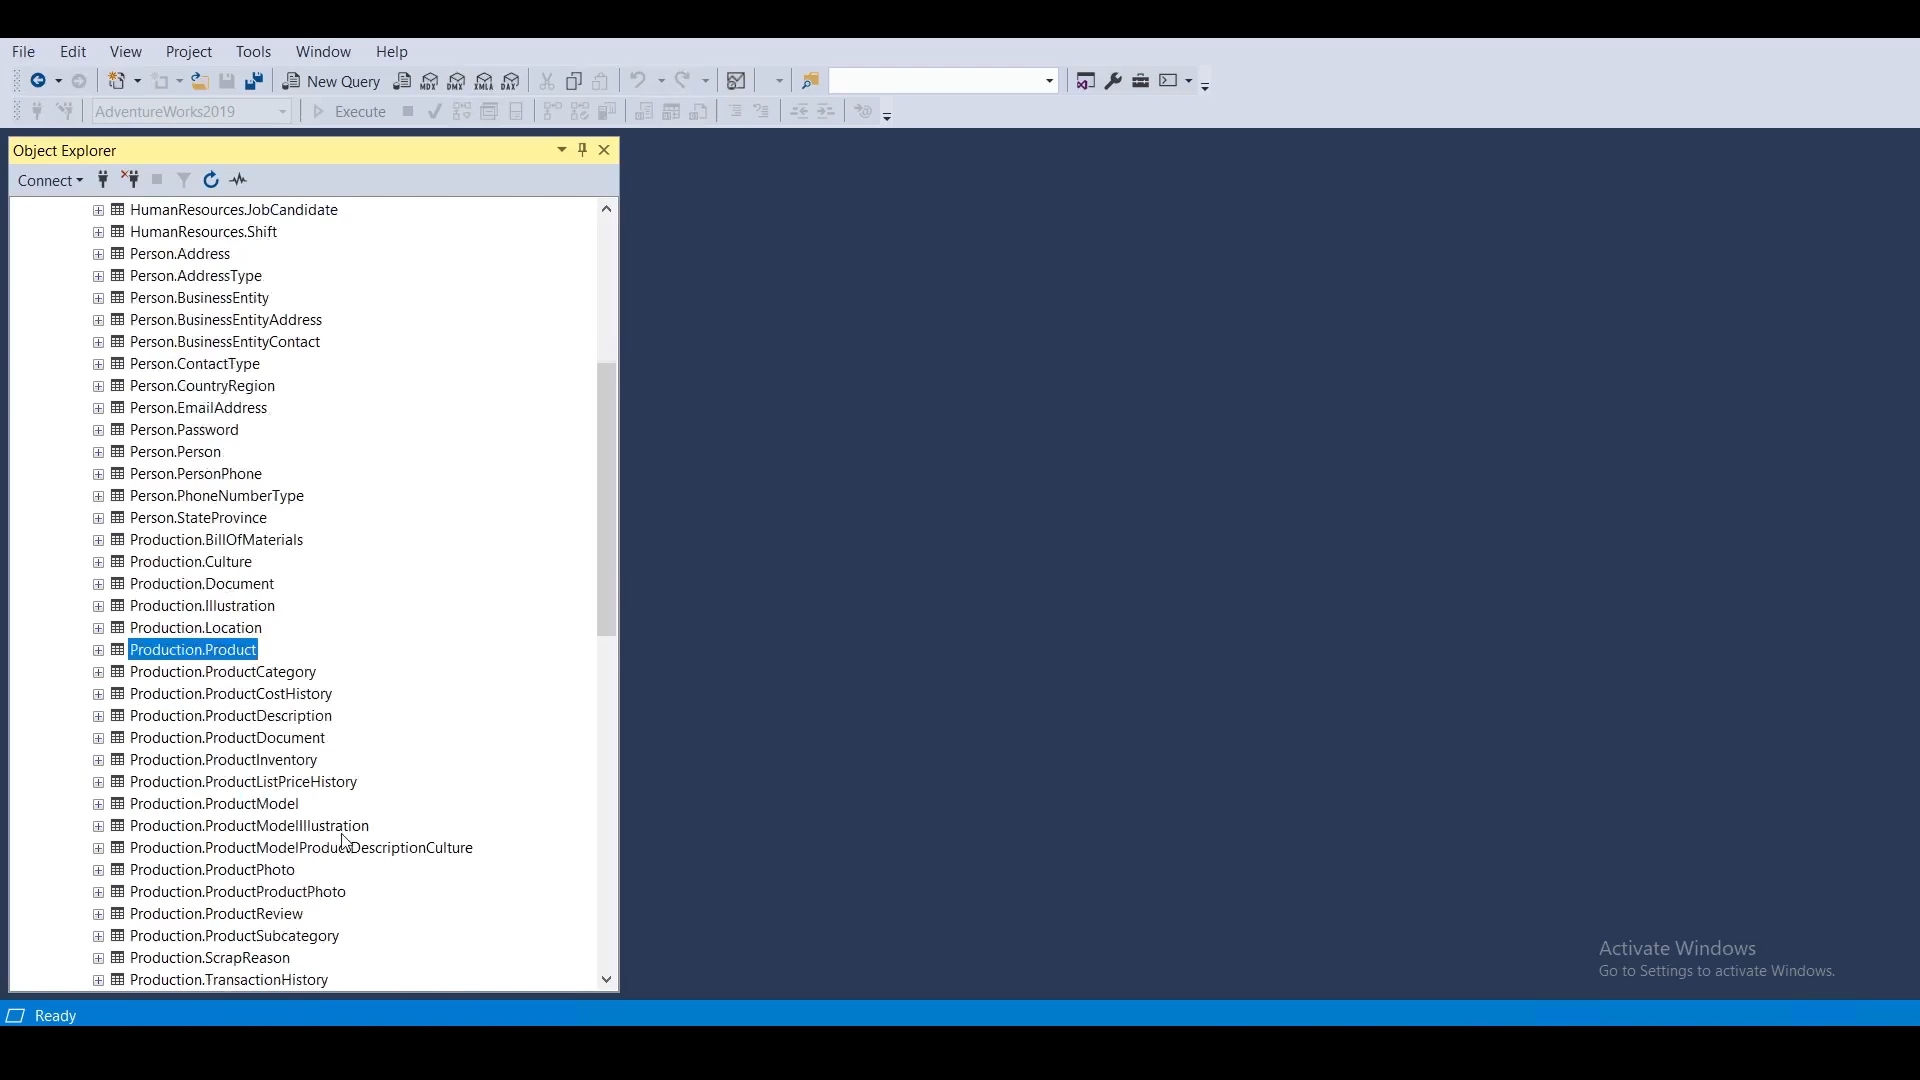 File Edit View Project Tools Window Help
New Query MDX DMX XMLA DAX
AdventureWorks2019 Execute
Object Explorer
Connect
HumanResources.JobCandidate
HumanResources.Shift
Person.Address
Person.AddressType
Person.BusinessEntity
Person.BusinessEntityAddress
Person.BusinessEntityContact
Person.ContactType
Person.CountryRegion
Person.EmailAddress
Person.Password
Person.Person
Person.PersonPhone
Person.PhoneNumberType
Person.StateProvince
Production.BillOfMaterials
Production.Culture
Production.Document
Production.Illustration
Production.Location
Production.Product
Production.ProductCategory
Production.ProductCostHistory
Production.ProductDescription
Production.ProductDocument
Production.ProductInventory
Production.ProductListPriceHistory
Production.ProductModel
Production.ProductModelIllustration
Production.ProductModelProductDescriptionCulture
Production.ProductPhoto
Production.ProductProductPhoto
Production.ProductReview
Production.ProductSubcategory
Production.ScrapReason
Production.TransactionHistory
Activate Windows
Go to Settings to activate Windows.
Ready